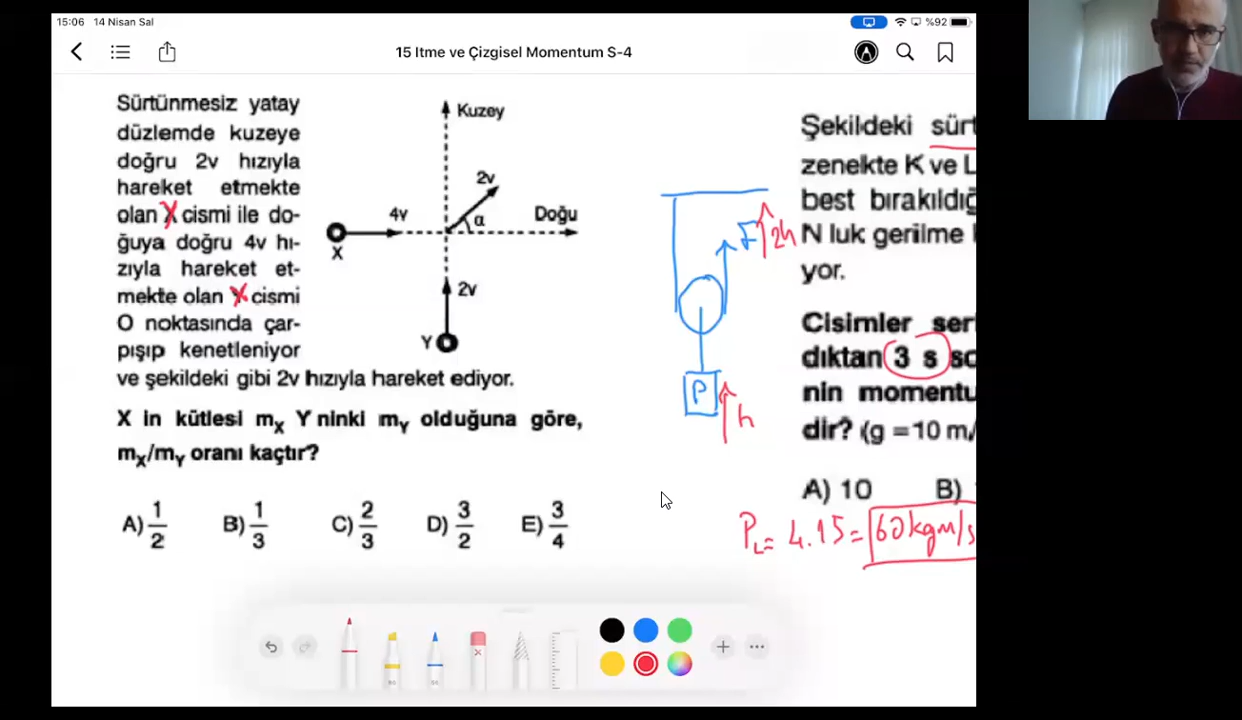 15:06 14 Nisan Sal
%92
15 Itme ve Çizgisel Momentum S-4
Sürtünmesiz yatay
düzlemde kuzeye
doğru 2v hızıyla
hareket etmekte
olan X cismi ile do-
ğuya doğru 4v hı-
zıyla hareket et-
mekte olan Y cismi
O noktasında çar-
pışıp kenetleniyor
ve şekildeki gibi 2v hızıyla hareket ediyor.
X in kütlesi mX Y ninki mY olduğuna göre,
mX/mY oranı kaçtır?
A) 1/2 B) 1/3 C) 2/3 D) 3/2 E) 3/4
Kuzey
2v
α
Doğu
4v
X
2v
Y
F
2h
P
h
Şekildeki sürt
zenekte K ve L
best bırakıldığ
N luk gerilme
yor.
Cisimler ser
dıktan 3 s so
nin momentu
dir? (g =10 m/
A) 10 B)
PL= 4.15= 60kgm/s